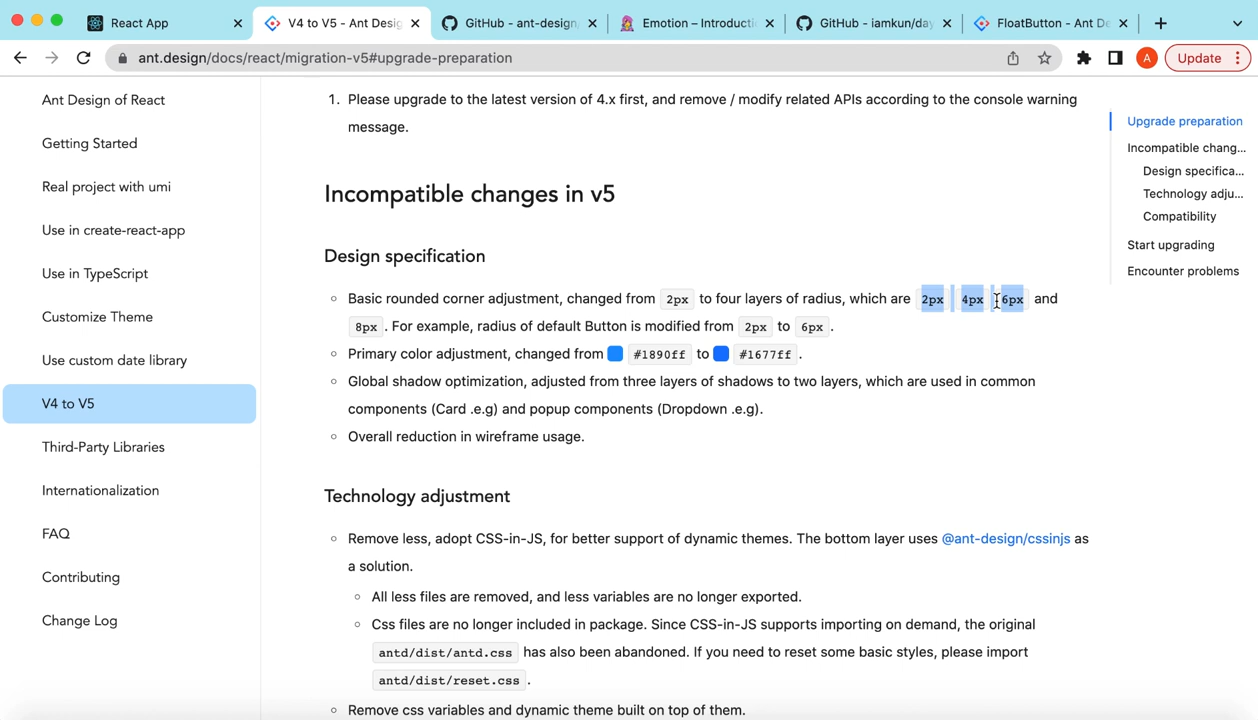 React App
V4 to V5 - Ant Desig
GitHub - ant-design
Emotion – Introducti
GitHub - iamkun/day
FloatButton - Ant De
ant.design/docs/react/migration-v5#upgrade-preparation
A
Update
Ant Design of React
Getting Started
Real project with umi
Use in create-react-app
Use in TypeScript
Customize Theme
Use custom date library
V4 to V5
Third-Party Libraries
Internationalization
FAQ
Contributing
Change Log
1. Please upgrade to the latest version of 4.x first, and remove / modify related APIs according to the console warning
message.
Incompatible changes in v5
Design specification
Basic rounded corner adjustment, changed from 2px to four layers of radius, which are 2px 4px 6px and
8px. For example, radius of default Button is modified from 2px to 6px.
Primary color adjustment, changed from #1890ff to #1677ff.
Global shadow optimization, adjusted from three layers of shadows to two layers, which are used in common
components (Card .e.g) and popup components (Dropdown .e.g).
Overall reduction in wireframe usage.
Technology adjustment
Remove less, adopt CSS-in-JS, for better support of dynamic themes. The bottom layer uses @ant-design/cssinjs as
a solution.
All less files are removed, and less variables are no longer exported.
Css files are no longer included in package. Since CSS-in-JS supports importing on demand, the original
antd/dist/antd.css has also been abandoned. If you need to reset some basic styles, please import
antd/dist/reset.css.
Remove css variables and dynamic theme built on top of them.
Upgrade preparation
Incompatible chang...
Design specifica...
Technology adju...
Compatibility
Start upgrading
Encounter problems